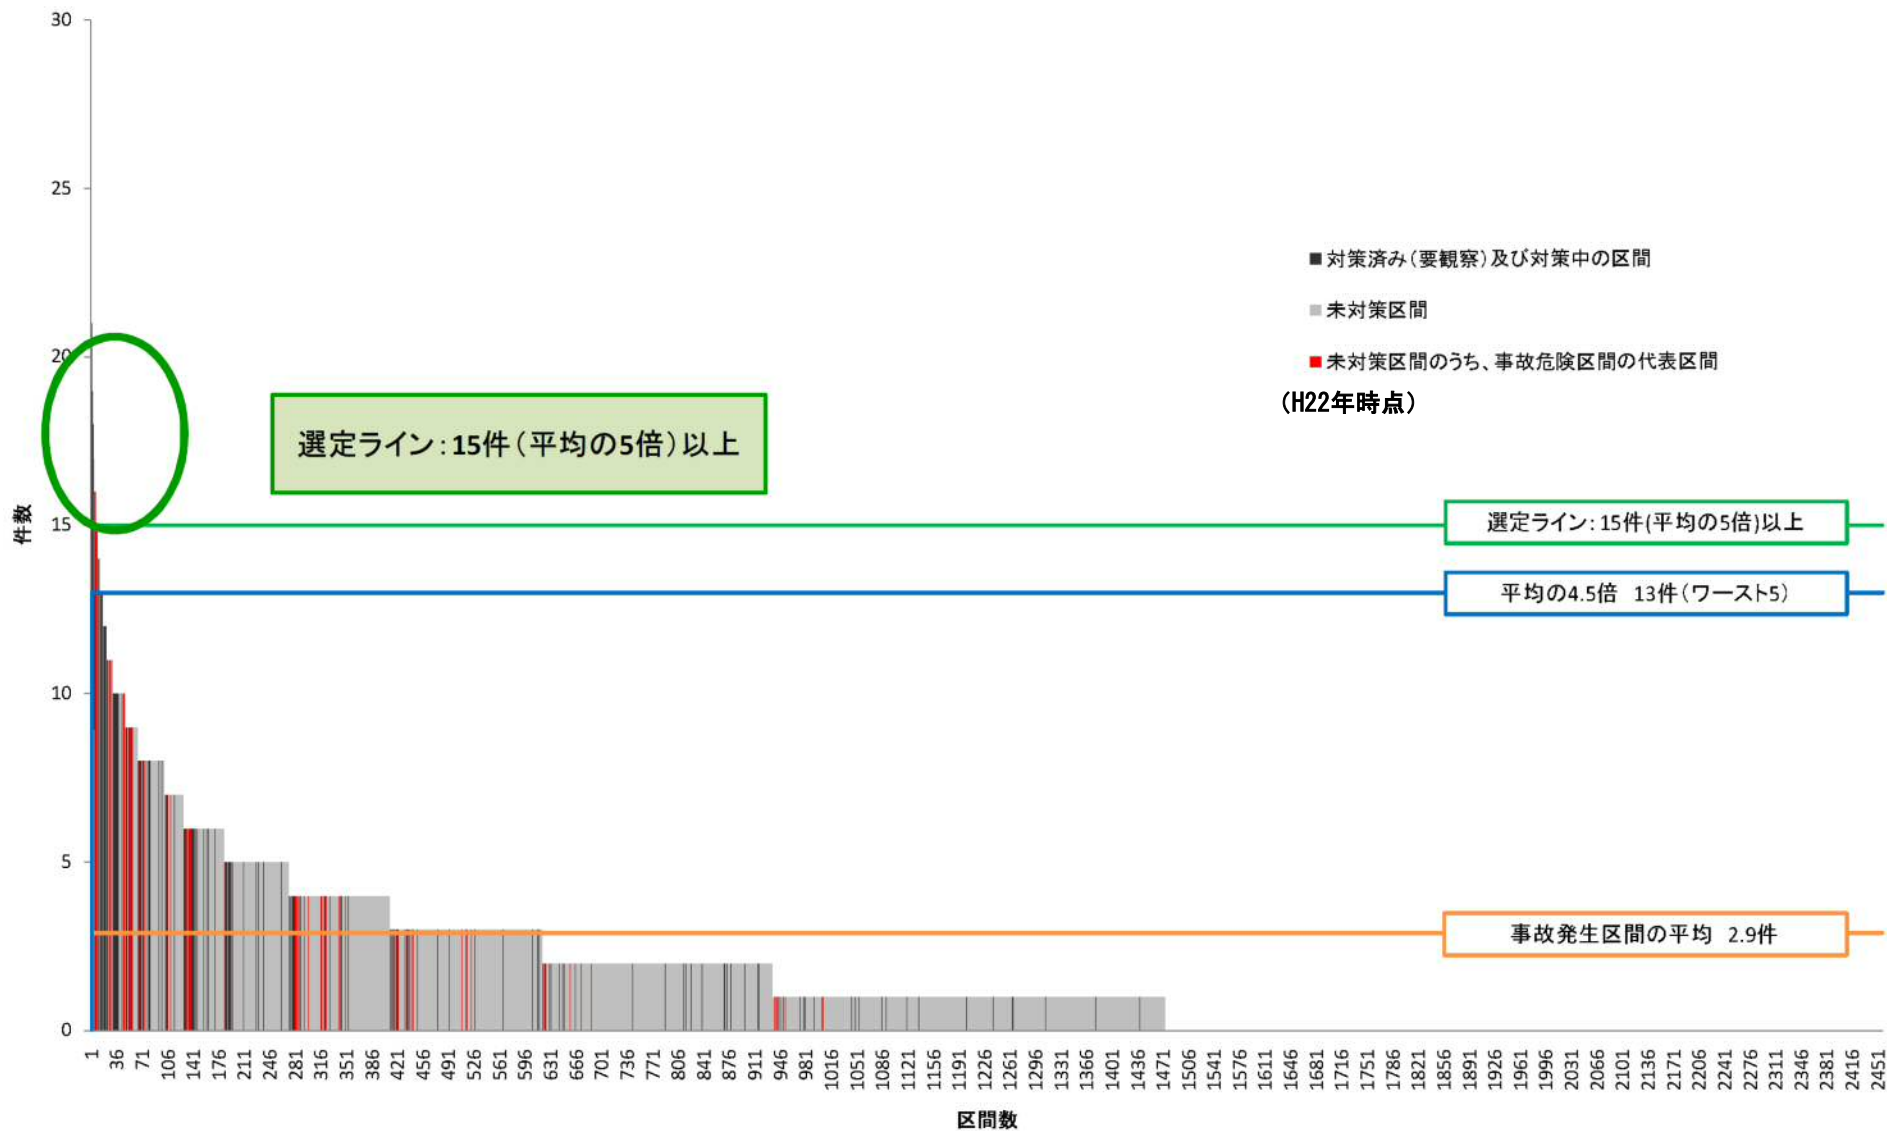 30
25
20
15
10
5
0
件数
■対策済み（要観察）及び対策中の区間
■未対策区間
■未対策区間のうち、事故危険区間の代表区間
（H22年時点）
選定ライン：15件（平均の5倍）以上
選定ライン：15件(平均の5倍)以上
平均の4.5倍 13件（ワースト5）
事故発生区間の平均 2.9件
1 36 71 106 141 176 211 246 281 316 351 386 421 456 491 526 561 596 631 666 701 736 771 806 841 876 911 946 981 1016 1051 1086 1121 1156 1191 1226 1261 1296 1331 1366 1401 1436 1471 1506 1541 1576 1611 1646 1681 1716 1751 1786 1821 1856 1891 1926 1961 1996 2031 2066 2101 2136 2171 2206 2241 2276 2311 2346 2381 2416 2451
区間数